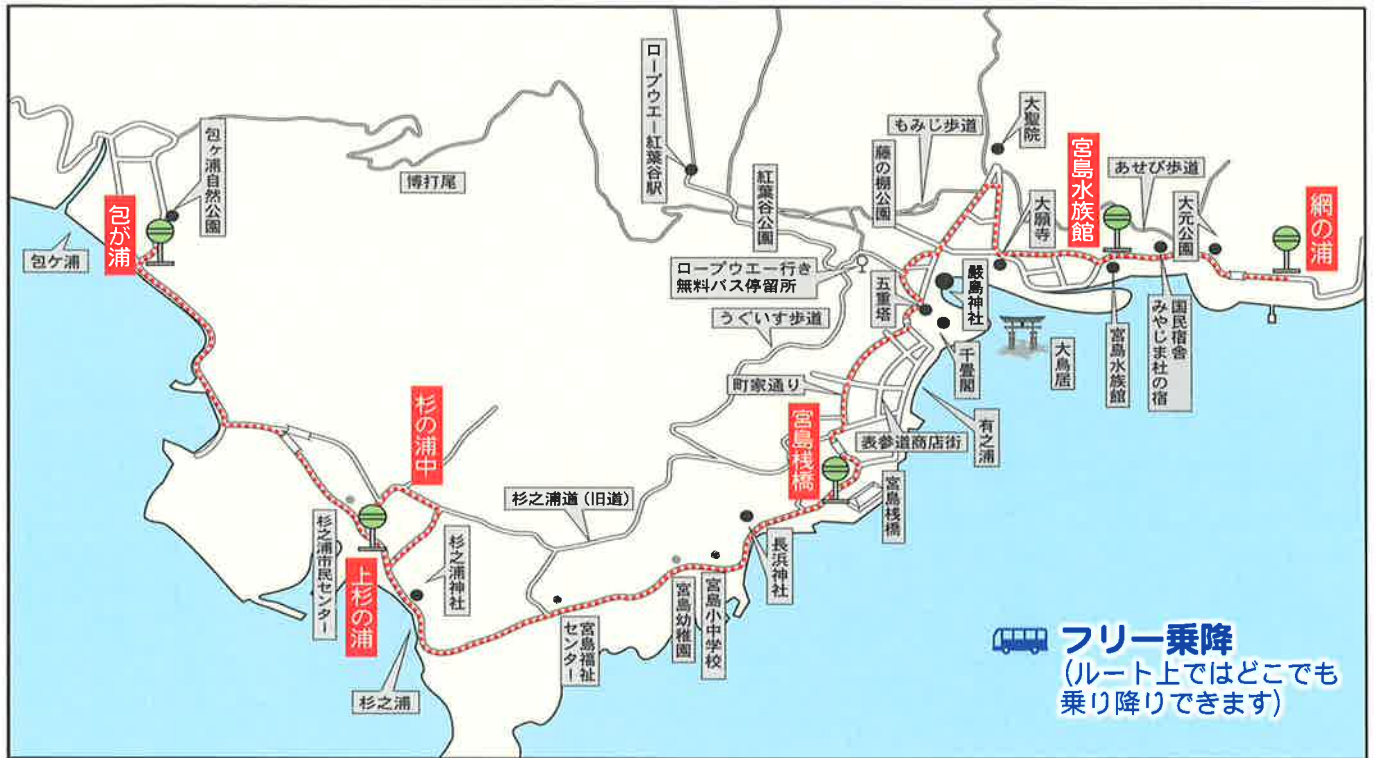 ロープウエー紅葉谷駅
大聖院
もみじ歩道
包ヶ浦自然公園
藤の棚公園
宮島水族館
あせび歩道
博打尾
紅葉谷公園
大願寺
大元公園
網の浦
包が浦
包ケ浦
ロープウエー行き
無料バス停留所
五重塔
嚴島神社
うぐいす歩道
千畳閣
大鳥居
宮島水族館
国民宿舎
みやじま杜の宿
町家通り
杉の浦中
宮島桟橋
表参道商店街
有之浦
杉之浦道(旧道)
宮島桟橋
杉之浦市民センター
上杉の浦
杉之浦神社
長浜神社
宮島福祉
センター
宮島幼稚園
宮島小中学校
杉之浦
フリー乗降
(ルート上ではどこでも
乗り降りできます)